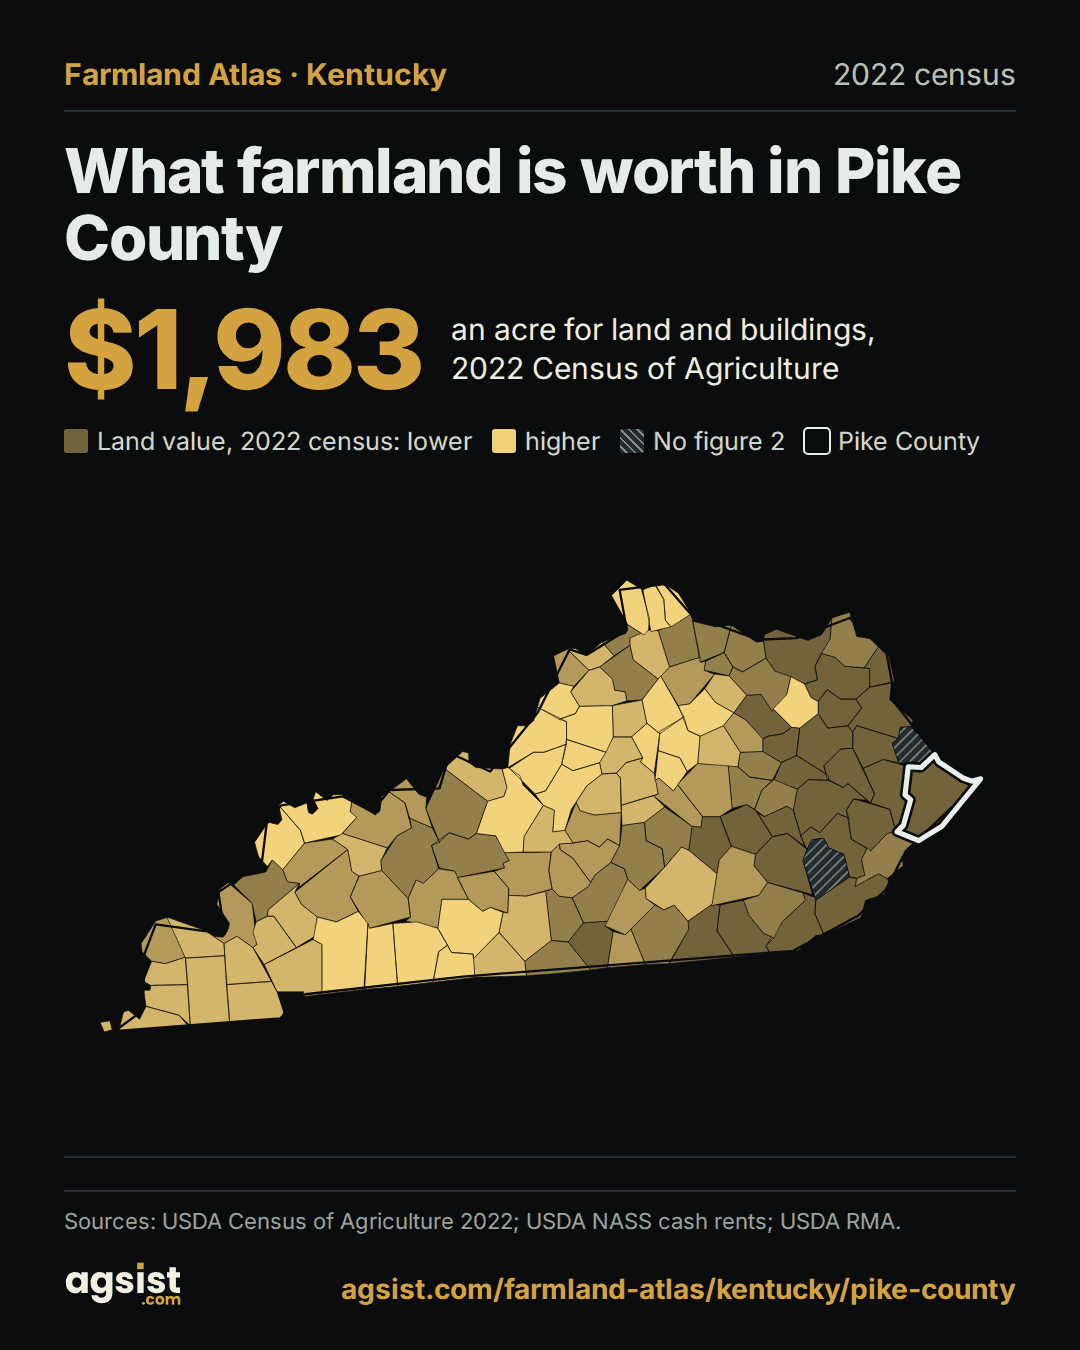 Farmland Atlas · Kentucky
2022 census
What farmland is worth in Pike
County
$1,983
an acre for land and buildings,
2022 Census of Agriculture
Land value, 2022 census: lower
higher
No figure 2
Pike County
Sources: USDA Census of Agriculture 2022; USDA NASS cash rents; USDA RMA.
agsist
.com
agsist.com/farmland-atlas/kentucky/pike-county